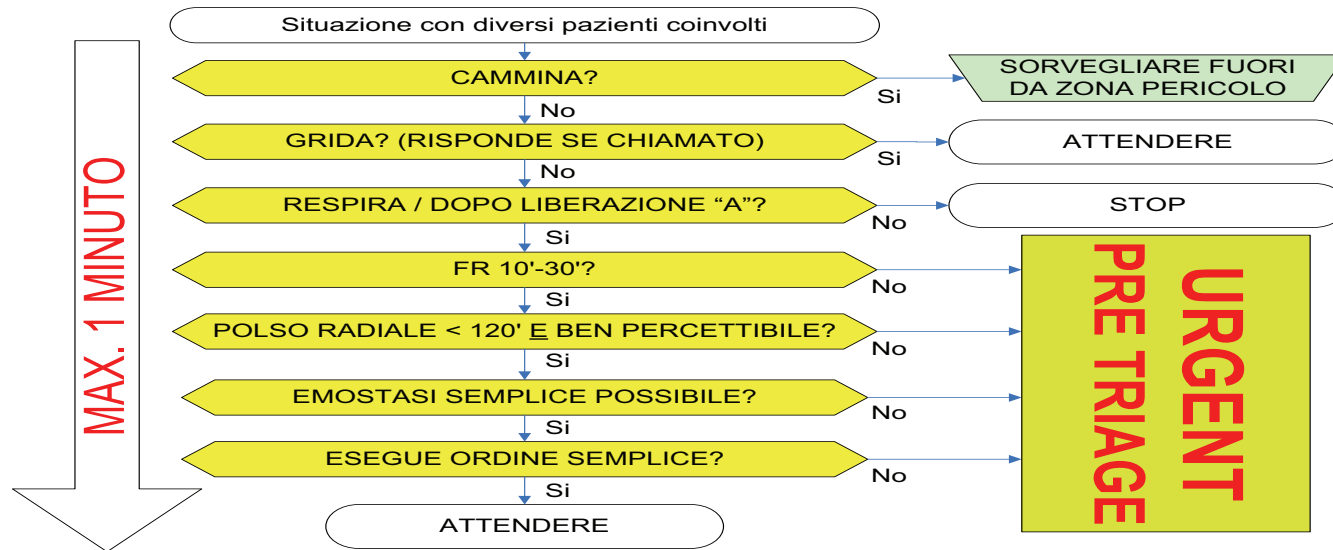 Situazione con diversi pazienti coinvolti
CAMMINA?
Si
SORVEGLIARE FUORI
DA ZONA PERICOLO
No
GRIDA? (RISPONDE SE CHIAMATO)
Si
ATTENDERE
No
RESPIRA / DOPO LIBERAZIONE “A”?
No
STOP
Si
FR 10'-30'?
No
Si
POLSO RADIALE < 120' E BEN PERCETTIBILE?
No
Si
EMOSTASI SEMPLICE POSSIBILE?
No
Si
ESEGUE ORDINE SEMPLICE?
No
Si
ATTENDERE
MAX. 1 MINUTO
URGENT
PRE TRIAGE